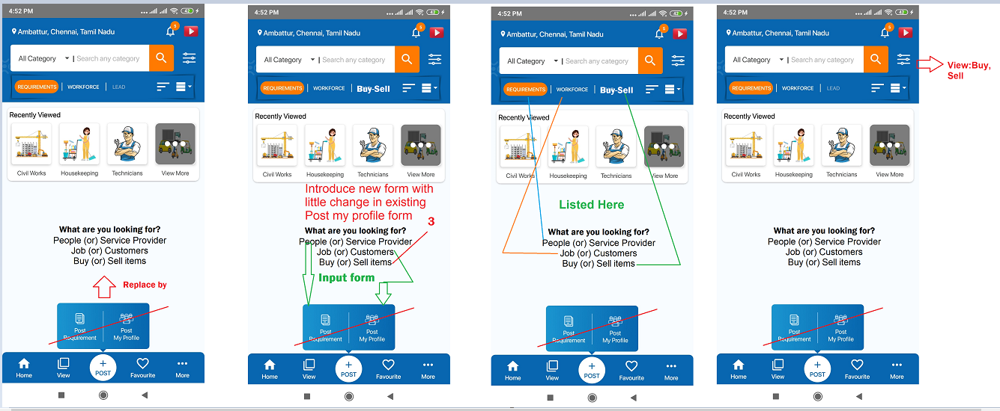 4:52 PM
42
Ambattur, Chennai, Tamil Nadu
5
All Category
Search any category
REQUIREMENTS
WORKFORCE
LEAD
Recently Viewed
Civil Works
Housekeeping
Technicians
View More
What are you looking for?
People (or) Service Provider
Job (or) Customers
Buy (or) Sell items
Replace by
Post
Requirement
Post
My Profile
Home
View
POST
Favourite
More
4:52 PM
42
Ambattur, Chennai, Tamil Nadu
5
All Category
Search any category
REQUIREMENTS
WORKFORCE
Buy-Sell
Recently Viewed
Civil Works
Housekeeping
Technicians
View More
Introduce new form with
little change in existing
Post my profile form
3
What are you looking for?
People (or) Service Provider
Job (or) Customers
Buy (or) Sell items
Input form
Post
Requirement
Post
My Profile
Home
View
POST
Favourite
More
4:52 PM
42
Ambattur, Chennai, Tamil Nadu
5
All Category
Search any category
REQUIREMENTS
WORKFORCE
Buy-Sell
Recently Viewed
Civil Works
Housekeeping
Technicians
View More
Listed Here
What are you looking for?
People (or) Service Provider
Job (or) Customers
Buy (or) Sell items
Post
Requirement
Post
My Profile
Home
View
POST
Favourite
More
4:52 PM
42
Ambattur, Chennai, Tamil Nadu
5
All Category
Search any category
View:Buy,
Sell
REQUIREMENTS
WORKFORCE
LEAD
Recently Viewed
Civil Works
Housekeeping
Technicians
View More
What are you looking for?
People (or) Service Provider
Job (or) Customers
Buy (or) Sell items
Post
Requirement
Post
My Profile
Home
View
POST
Favourite
More